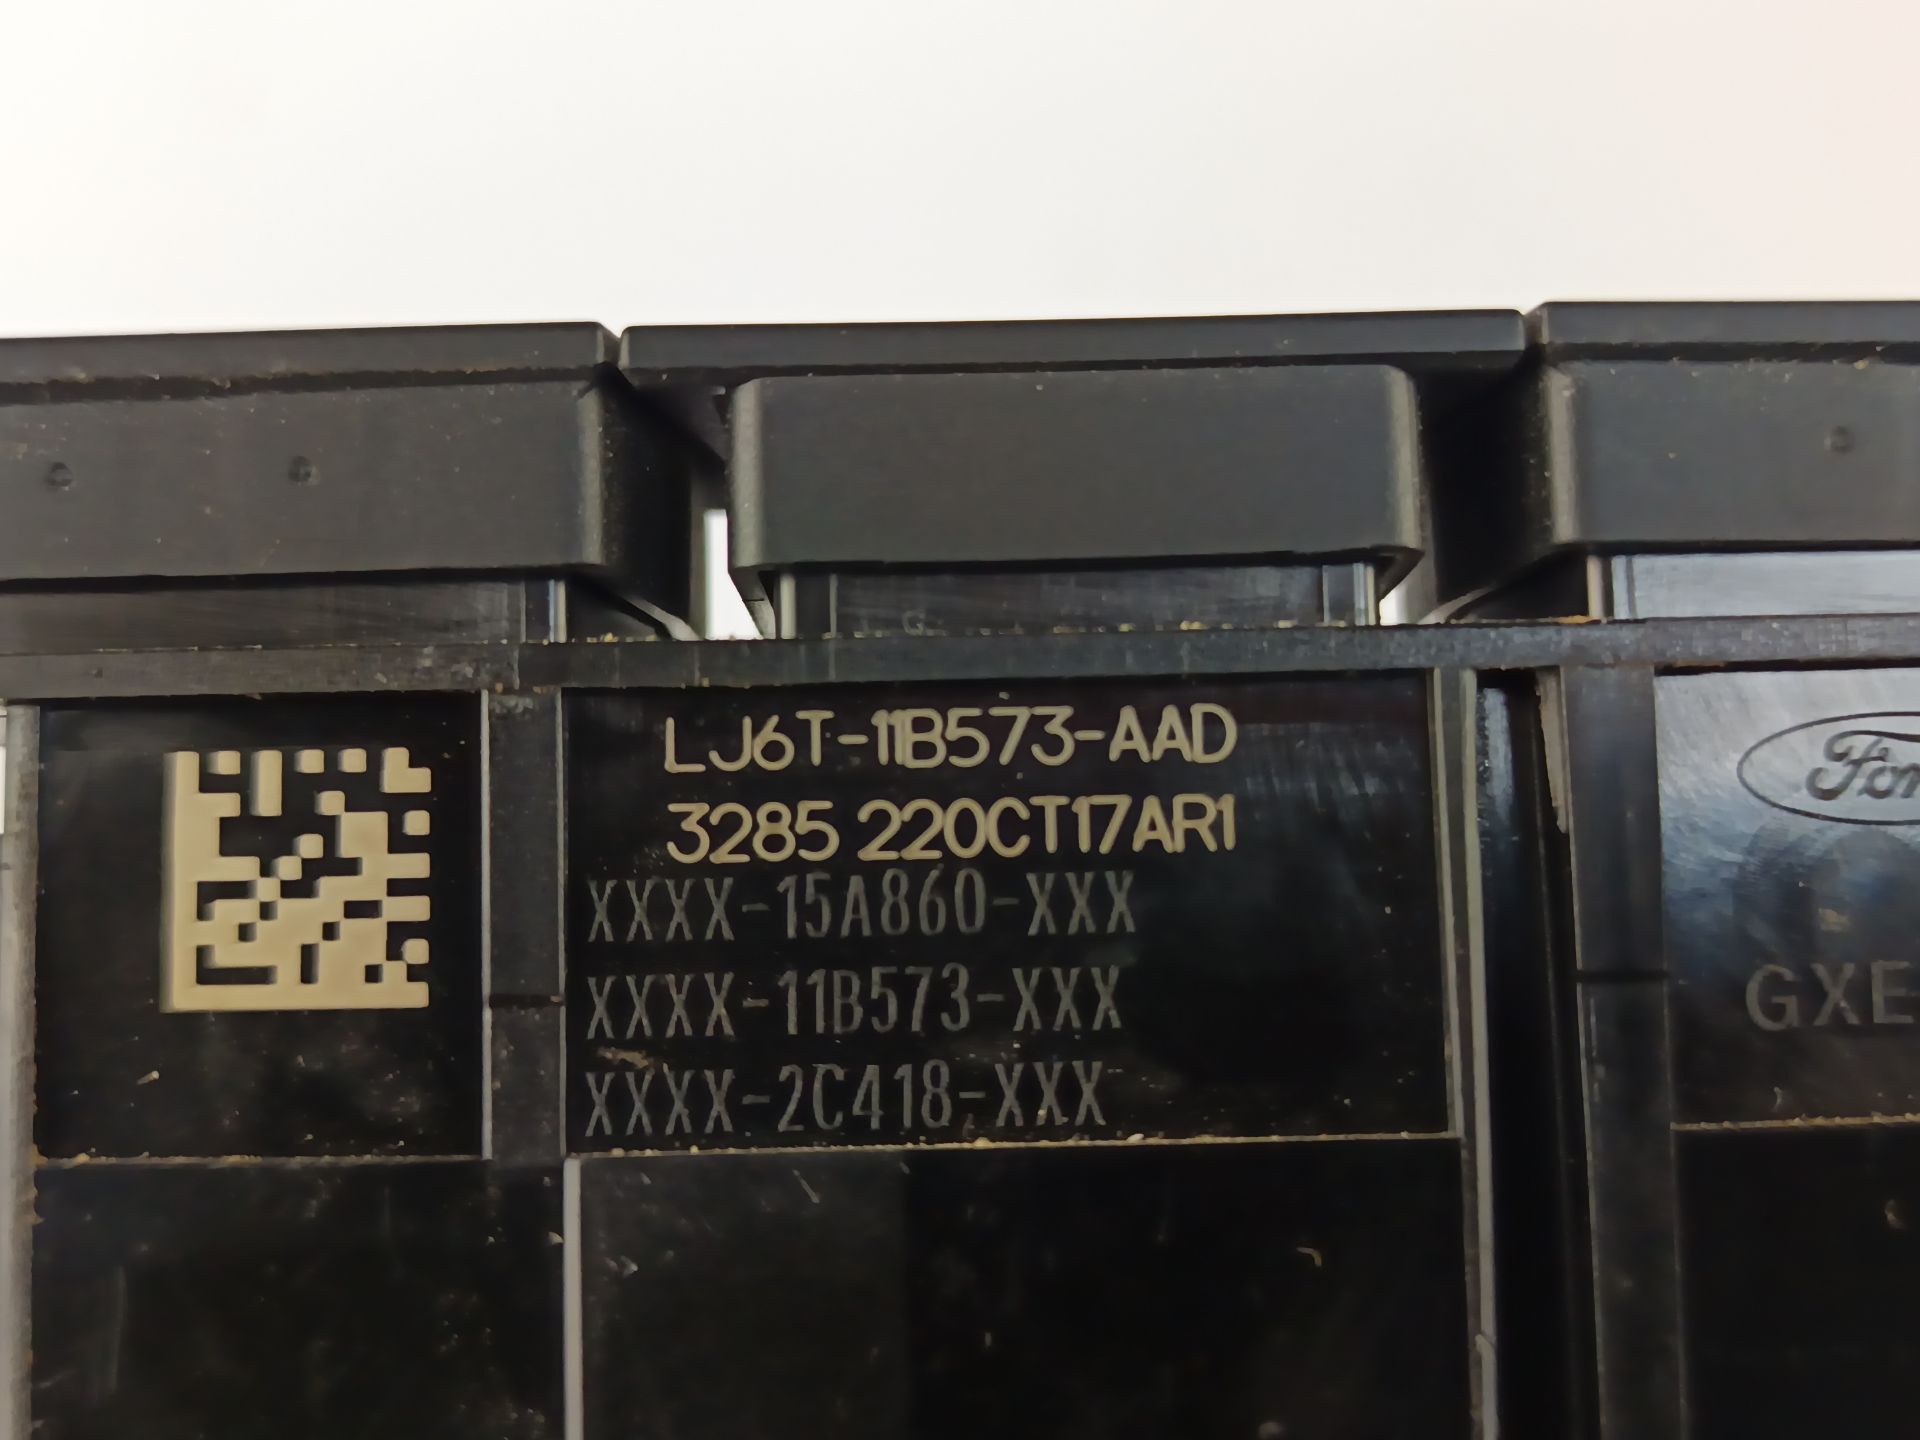 LJ6T-11B573-AAD
3285 220CT17AR1
XXXX-15A860-XXX
XXXX-11B573-XXX
XXXX-2C418-XXX
GXE